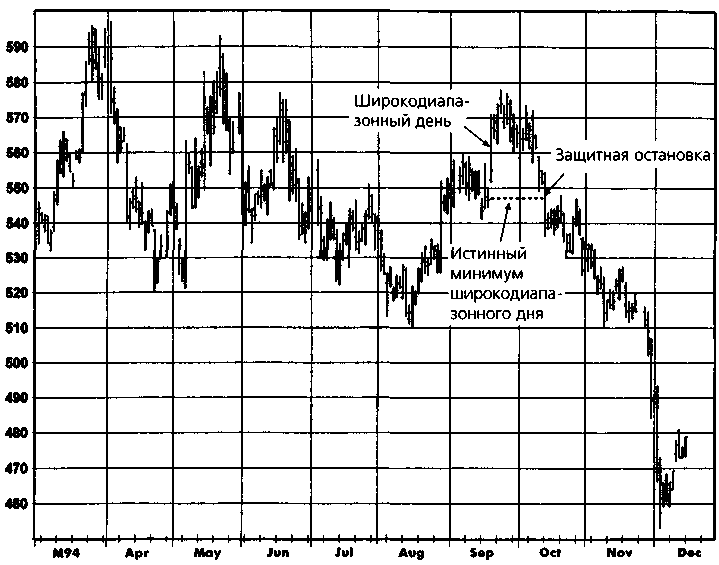 590
580
570
560
550
540
530
520
510
500
490
480
470
460
Широкодиапа-
зонный день
Защитная остановка
Истинный
минимум
широкодиапа-
зонного дня
M94 Apr May Jun Jul Aug Sep Oct Nov Dec